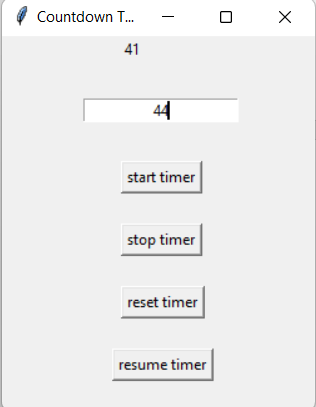 Countdown T...
41
44
start timer
stop timer
reset timer
resume timer